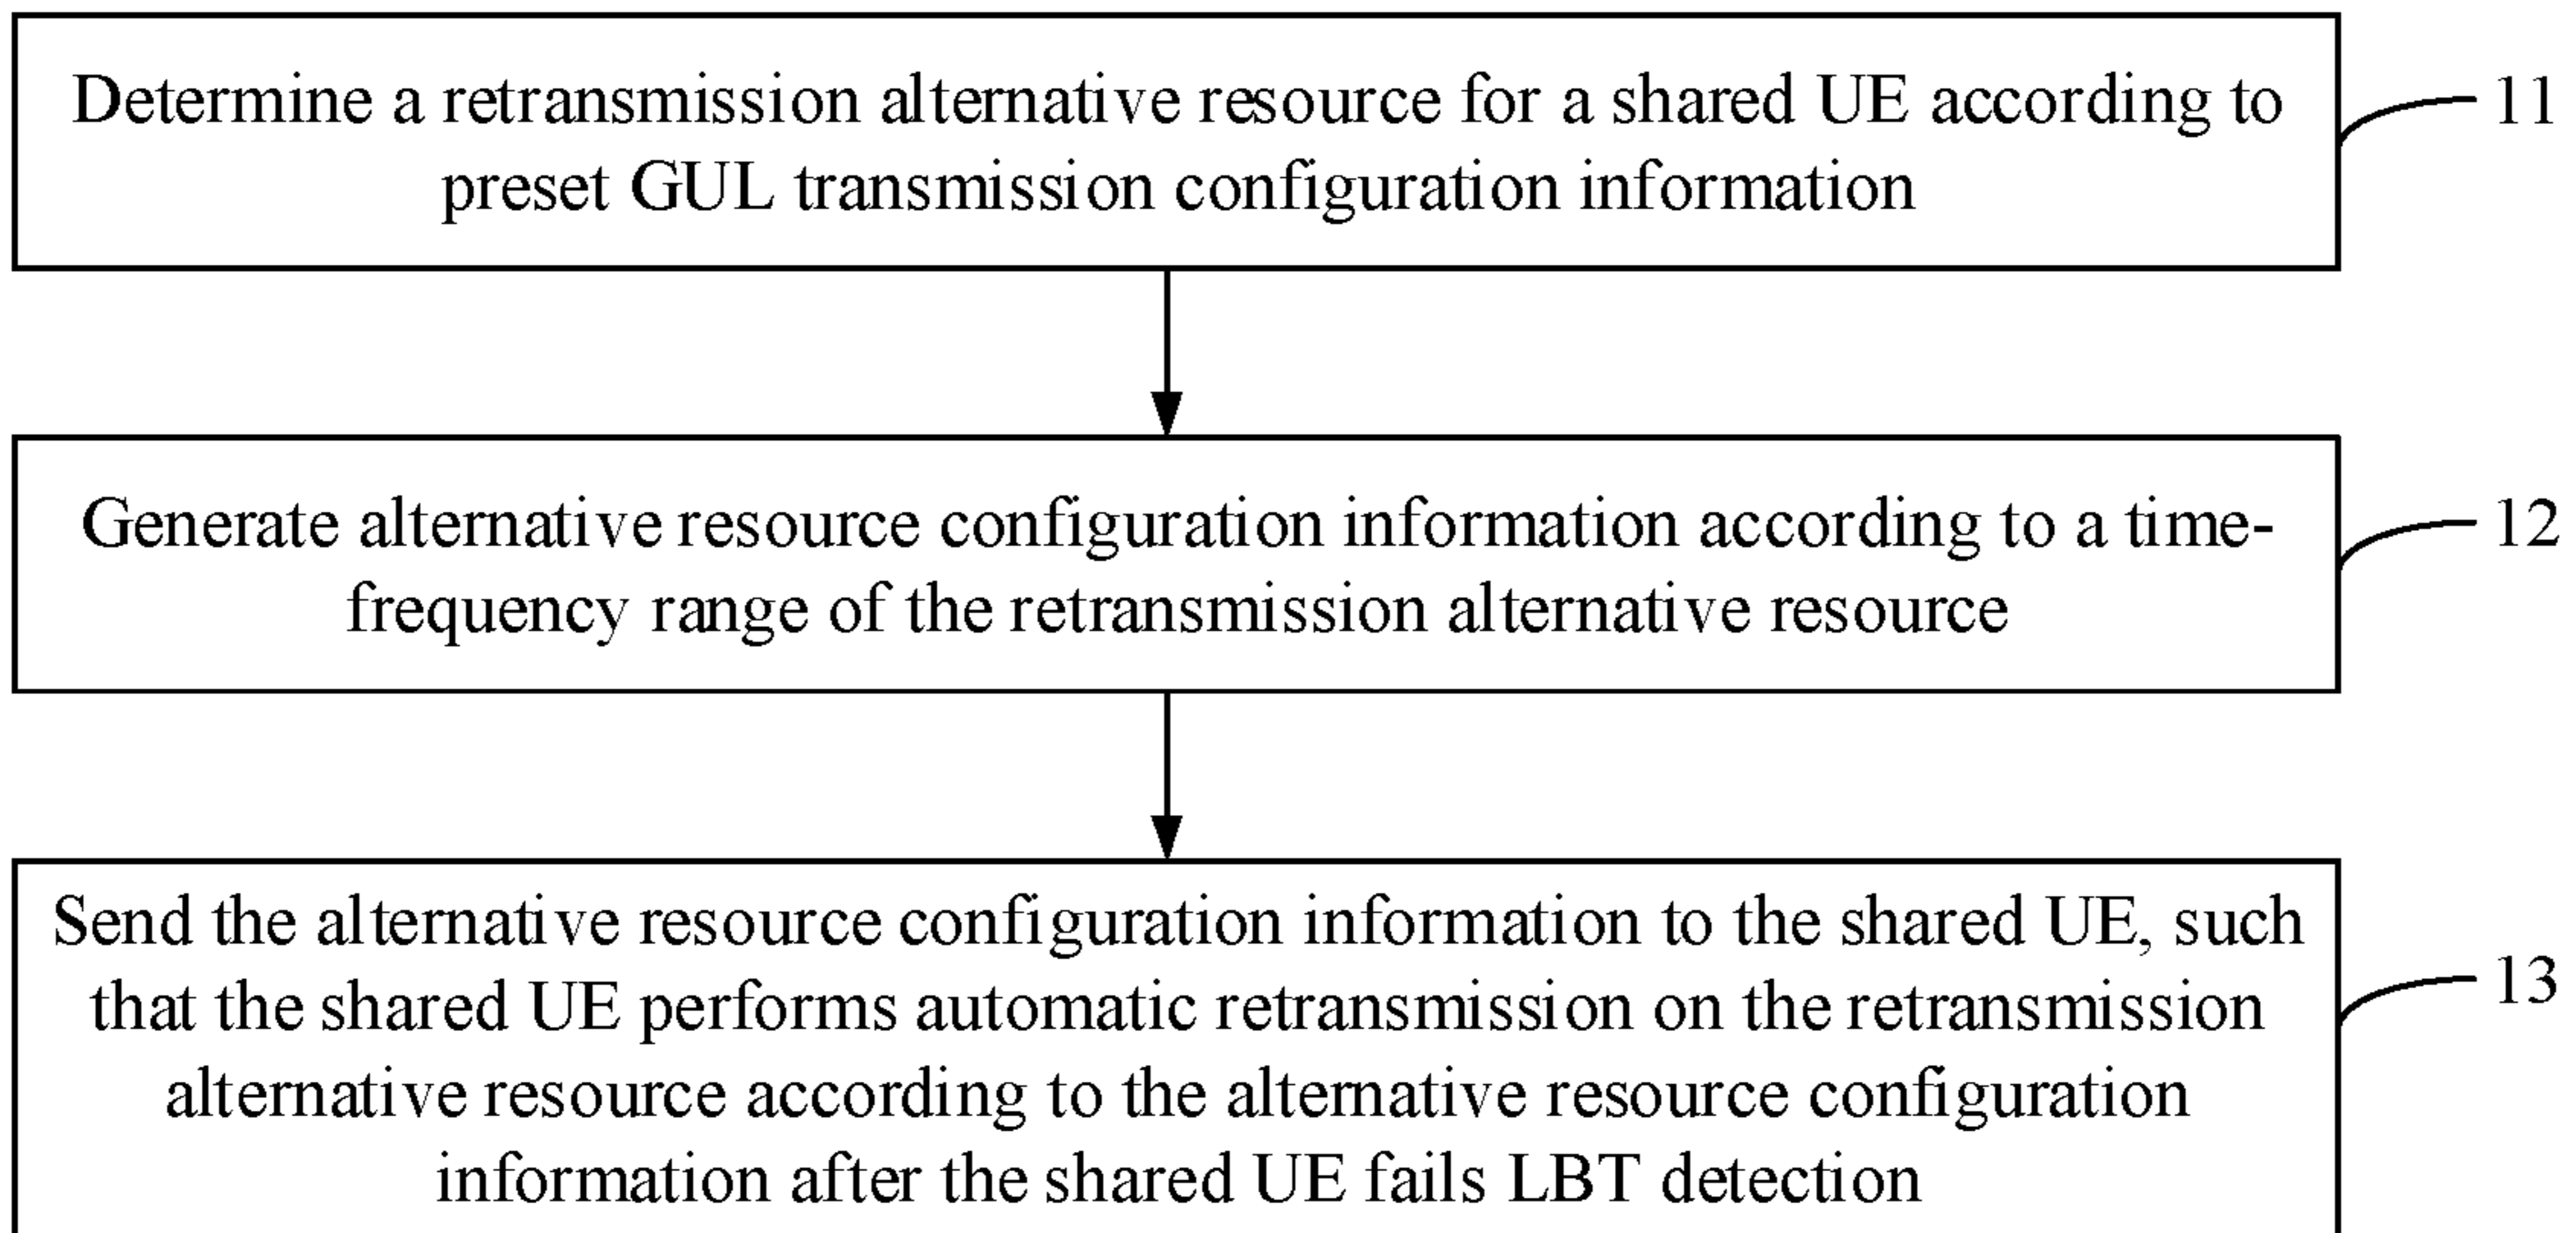 Determine a retransmission alternative resource for a shared UE according to
preset GUL transmission configuration information
11
Generate alternative resource configuration information according to a time-
frequency range of the retransmission alternative resource
12
Send the alternative resource configuration information to the shared UE, such
that the shared UE performs automatic retransmission on the retransmission
alternative resource according to the alternative resource configuration
information after the shared UE fails LBT detection
13